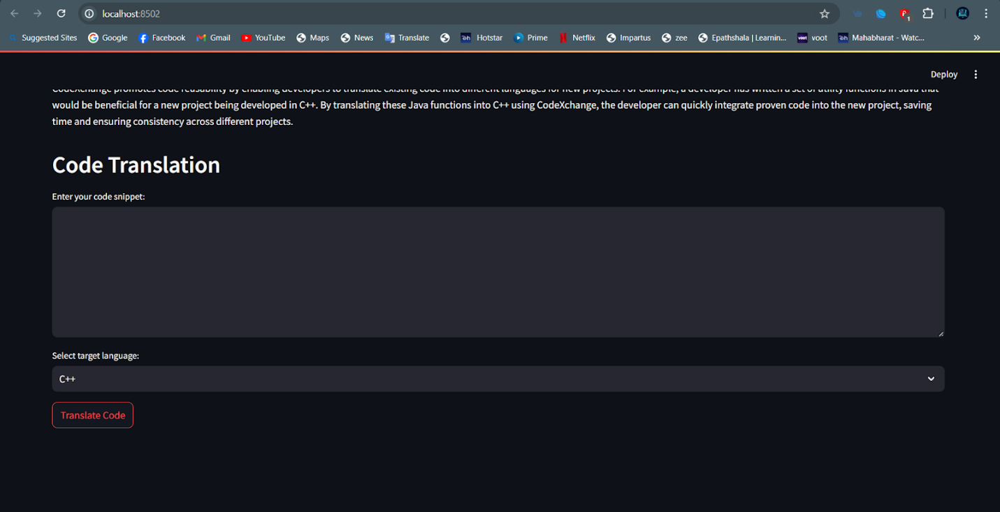 localhost:8502
1
Suggested Sites Google Facebook Gmail YouTube Maps News Translate Hotstar Prime Netflix Impartus zee Epathshala | Learnin... voot Mahabharat - Watc... »
Deploy
CodeXchange promotes code reusability by enabling developers to translate existing code into different languages for new projects. For example, a developer has written a set of utility functions in Java that
would be beneficial for a new project being developed in C++. By translating these Java functions into C++ using CodeXchange, the developer can quickly integrate proven code into the new project, saving
time and ensuring consistency across different projects.
Code Translation
Enter your code snippet:
Select target language:
C++
Translate Code